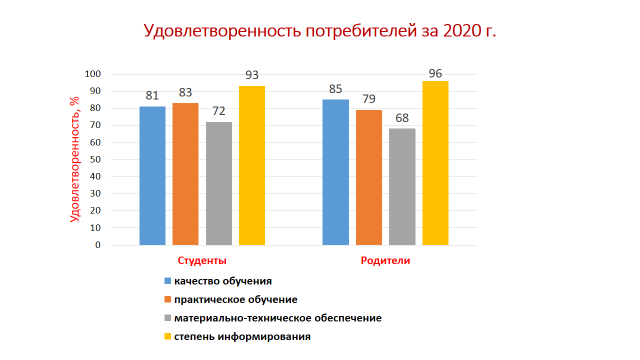 Удовлетворенность потребителей за 2020 г.
Удовлетворенность, %
100
90
80
70
60
50
40
30
20
10
0
81 83 72 93 85 79 68 96
Студенты Родители
качество обучения
практическое обучение
материально-техническое обеспечение
степень информирования